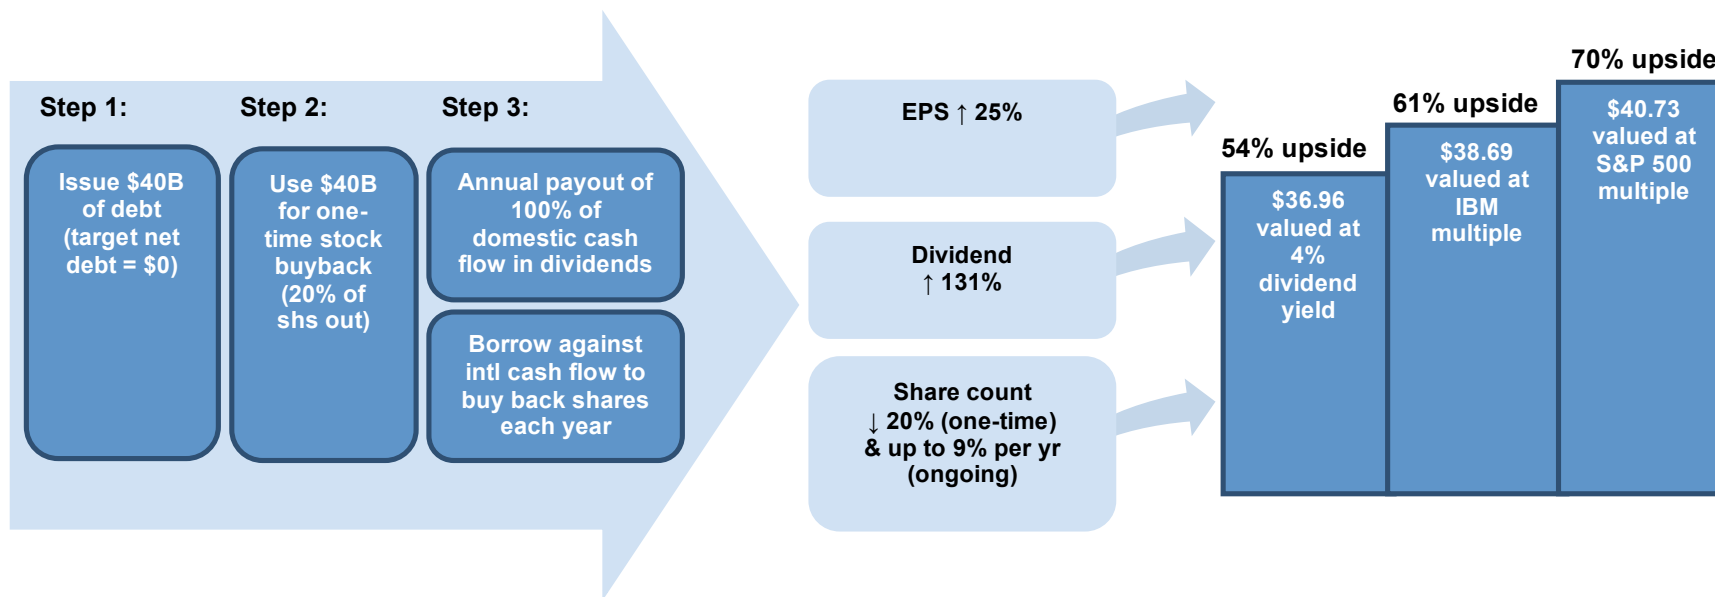 Step 1:
Issue $40B
of debt
(target net
debt = $0)
Step 2:
Use $40B
for one-
time stock
buyback
(20% of
shs out)
Step 3:
Annual payout of
100% of
domestic cash
flow in dividends
Borrow against
intl cash flow to
buy back shares
each year
EPS ↑ 25%
Dividend
↑ 131%
Share count
↓ 20% (one-time)
& up to 9% per yr
(ongoing)
54% upside
$36.96
valued at
4%
dividend
yield
61% upside
$38.69
valued at
IBM
multiple
70% upside
$40.73
valued at
S&P 500
multiple